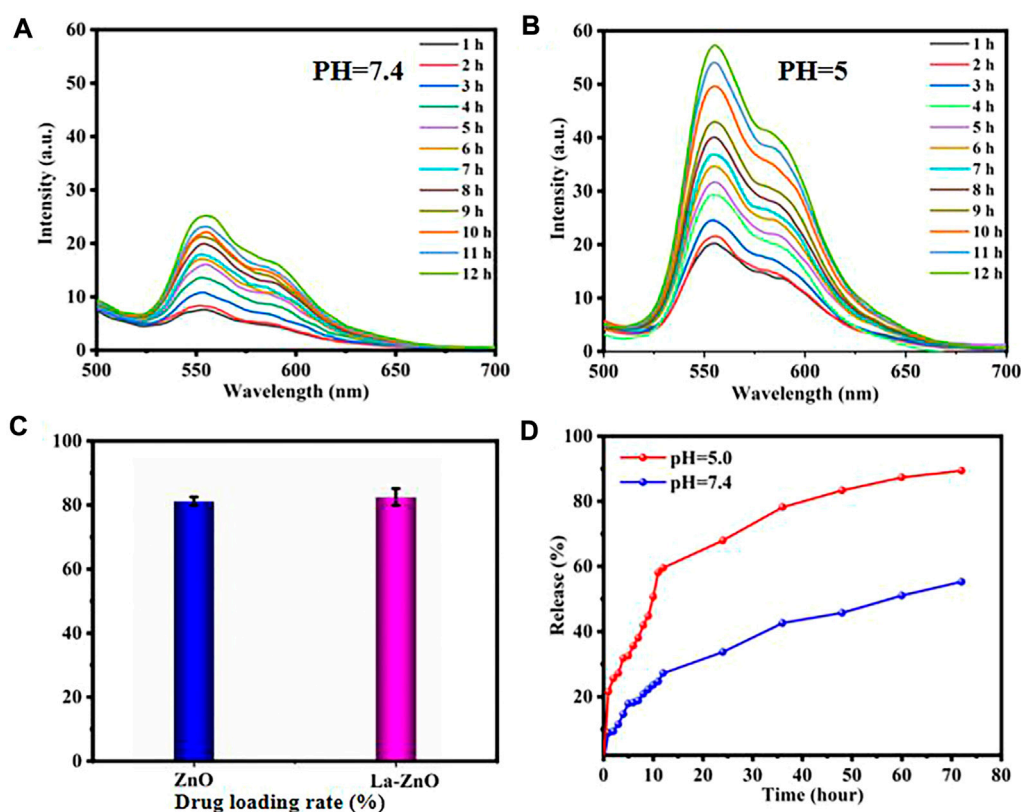 A
PH=7.4
1 h
2 h
3 h
4 h
5 h
6 h
7 h
8 h
9 h
10 h
11 h
12 h
60
50
40
30
20
10
0
Intensity (a.u.)
500
550
600
650
700
Wavelength (nm)
B
PH=5
1 h
2 h
3 h
4 h
5 h
6 h
7 h
8 h
9 h
10 h
11 h
12 h
60
50
40
30
20
10
0
Intensity (a.u.)
500
550
600
650
700
Wavelength (nm)
C
100
80
60
40
20
0
ZnO
La-ZnO
Drug loading rate (%)
D
pH=5.0
pH=7.4
100
80
60
40
20
Release (%)
0
10
20
30
40
50
60
70
80
Time (hour)